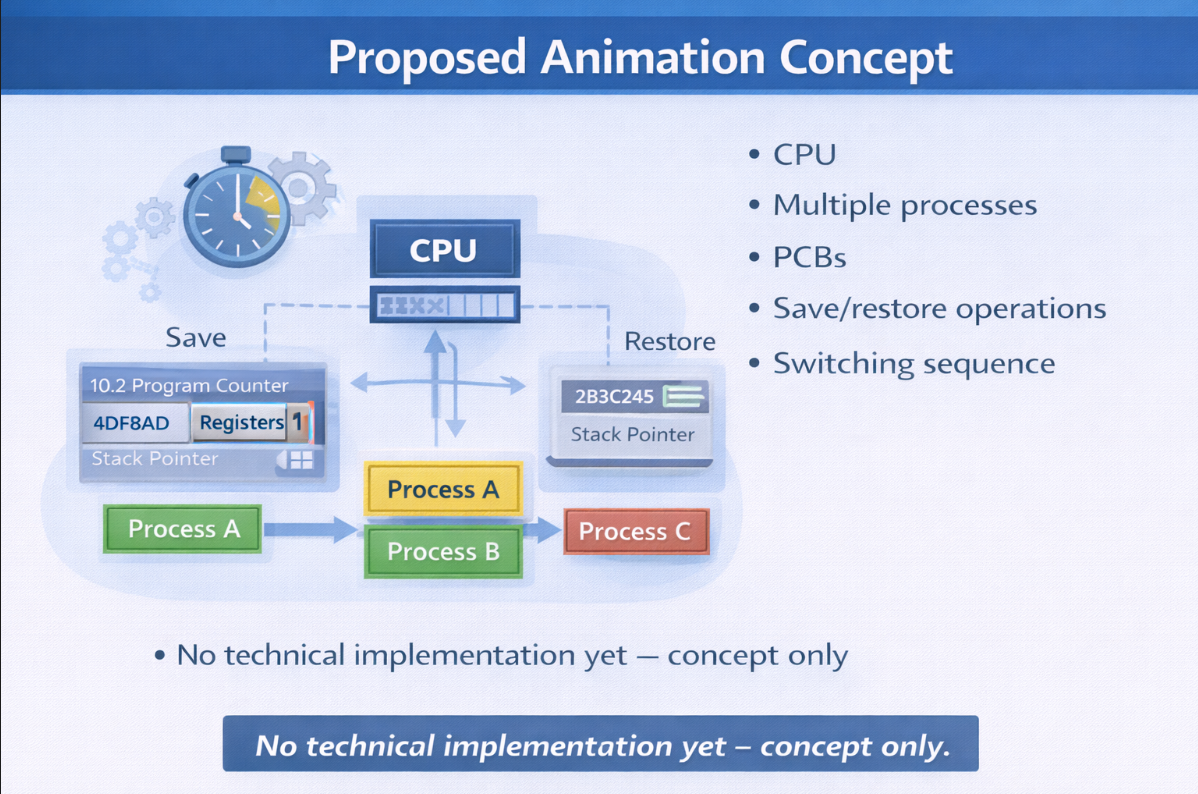 Proposed Animation Concept
CPU
Save
10.2 Program Counter
4DF8AD Registers 1
Stack Pointer
Restore
2B3C245
Stack Pointer
Process A
Process A
Process B
Process C
• CPU
• Multiple processes
• PCBs
• Save/restore operations
• Switching sequence
• No technical implementation yet — concept only
No technical implementation yet – concept only.